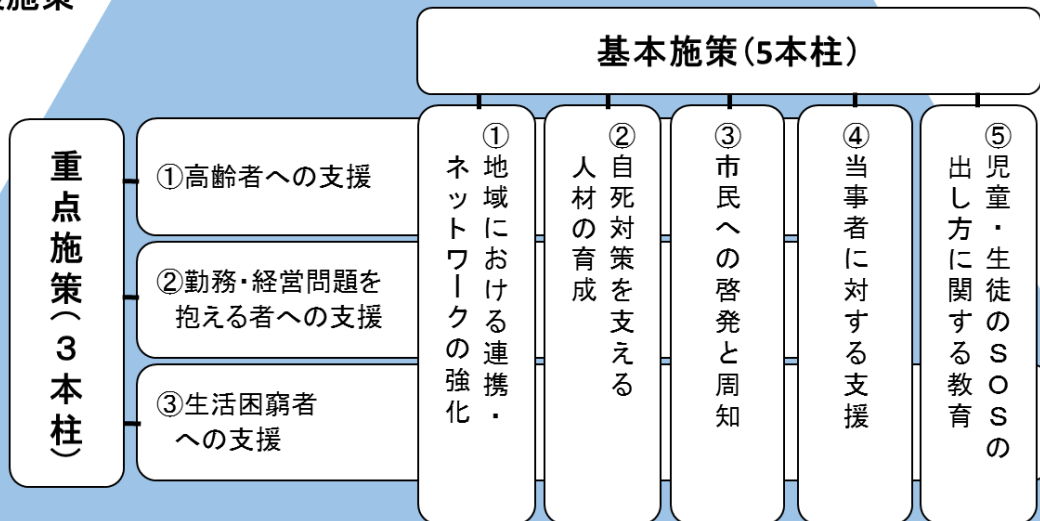 施策
基本施策(5本柱)
重点施策(3本柱)
①高齢者への支援
②勤務・経営問題を
抱える者への支援
③生活困窮者
への支援
①地域における連携・
ネットワークの強化
②自死対策を支える
人材の育成
③市民への啓発と周知
④当事者に対する支援
⑤児童・生徒のSOSの
出し方に関する教育